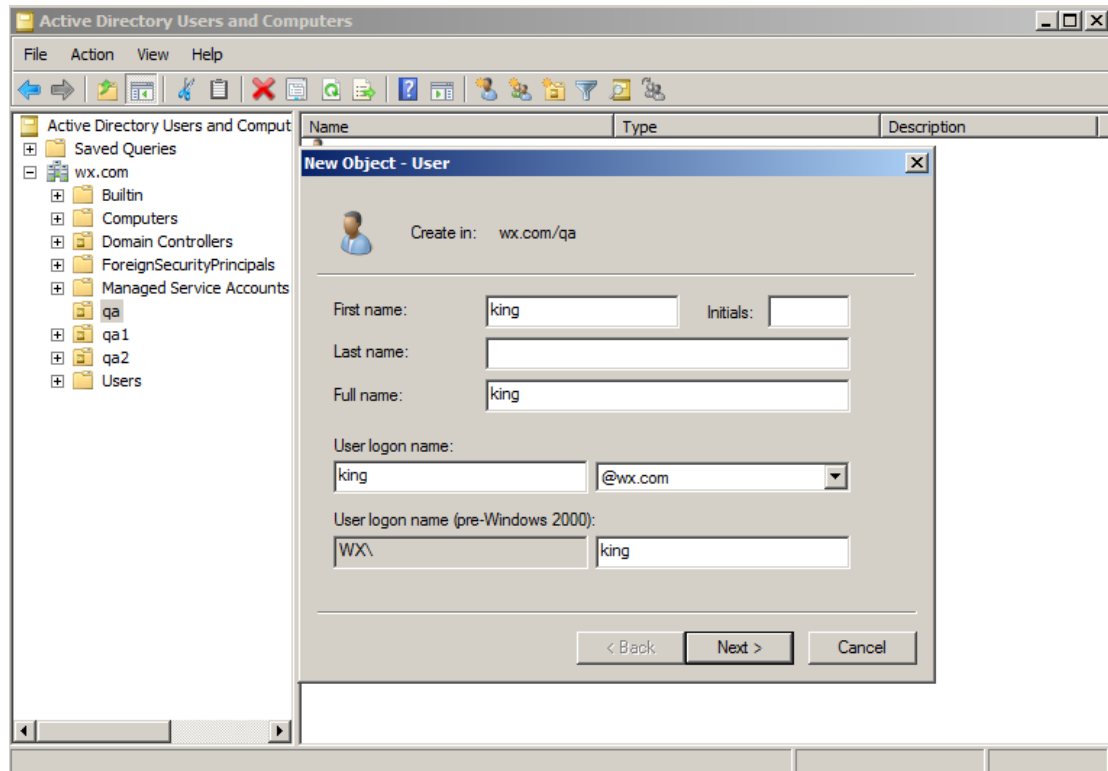 Active Directory Users and Computers
File Action View Help
Active Directory Users and Comput
Name Type Description
Saved Queries
wx.com
Builtin
Computers
Domain Controllers
ForeignSecurityPrincipals
Managed Service Accounts
qa
qa1
qa2
Users
New Object - User
Create in: wx.com/qa
First name: king Initials:
Last name:
Full name: king
User logon name:
king @wx.com
User logon name (pre-Windows 2000):
WX\ king
< Back Next > Cancel